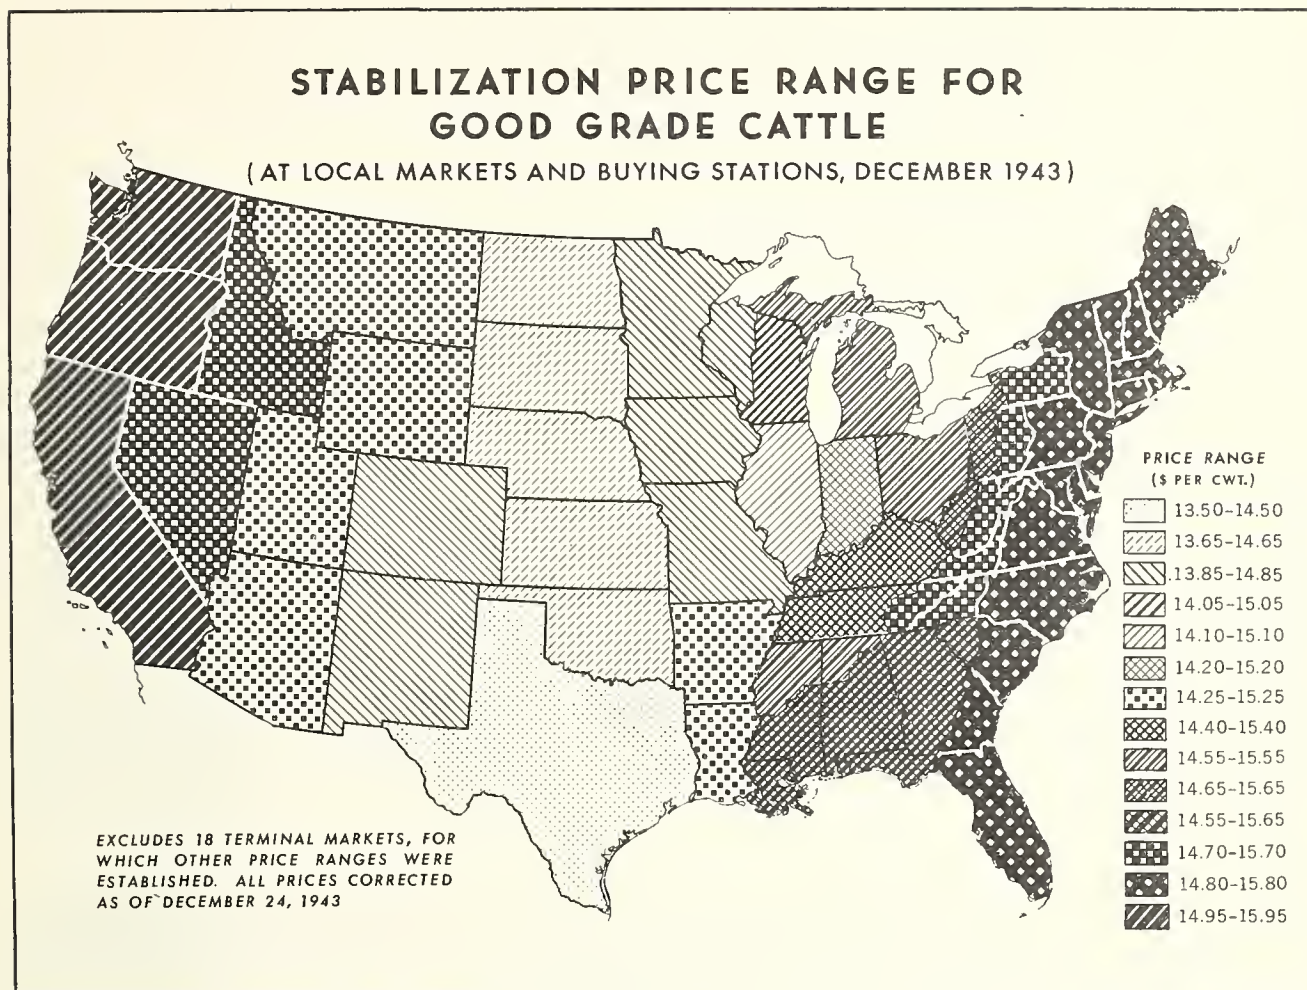 STABILIZATION PRICE RANGE FOR
GOOD GRADE CATTLE
(AT LOCAL MARKETS AND BUYING STATIONS, DECEMBER 1943)
PRICE RANGE
($ PER CWT.)
13.50-14.50
13.65-14.65
13.85-14.85
14.05-15.05
14.10-15.10
14.20-15.20
14.25-15.25
14.40-15.40
14.55-15.55
14.65-15.65
14.55-15.65
14.70-15.70
14.80-15.80
14.95-15.95
EXCLUDES 18 TERMINAL MARKETS, FOR
WHICH OTHER PRICE RANGES WERE
ESTABLISHED. ALL PRICES CORRECTED
AS OF DECEMBER 24, 1943